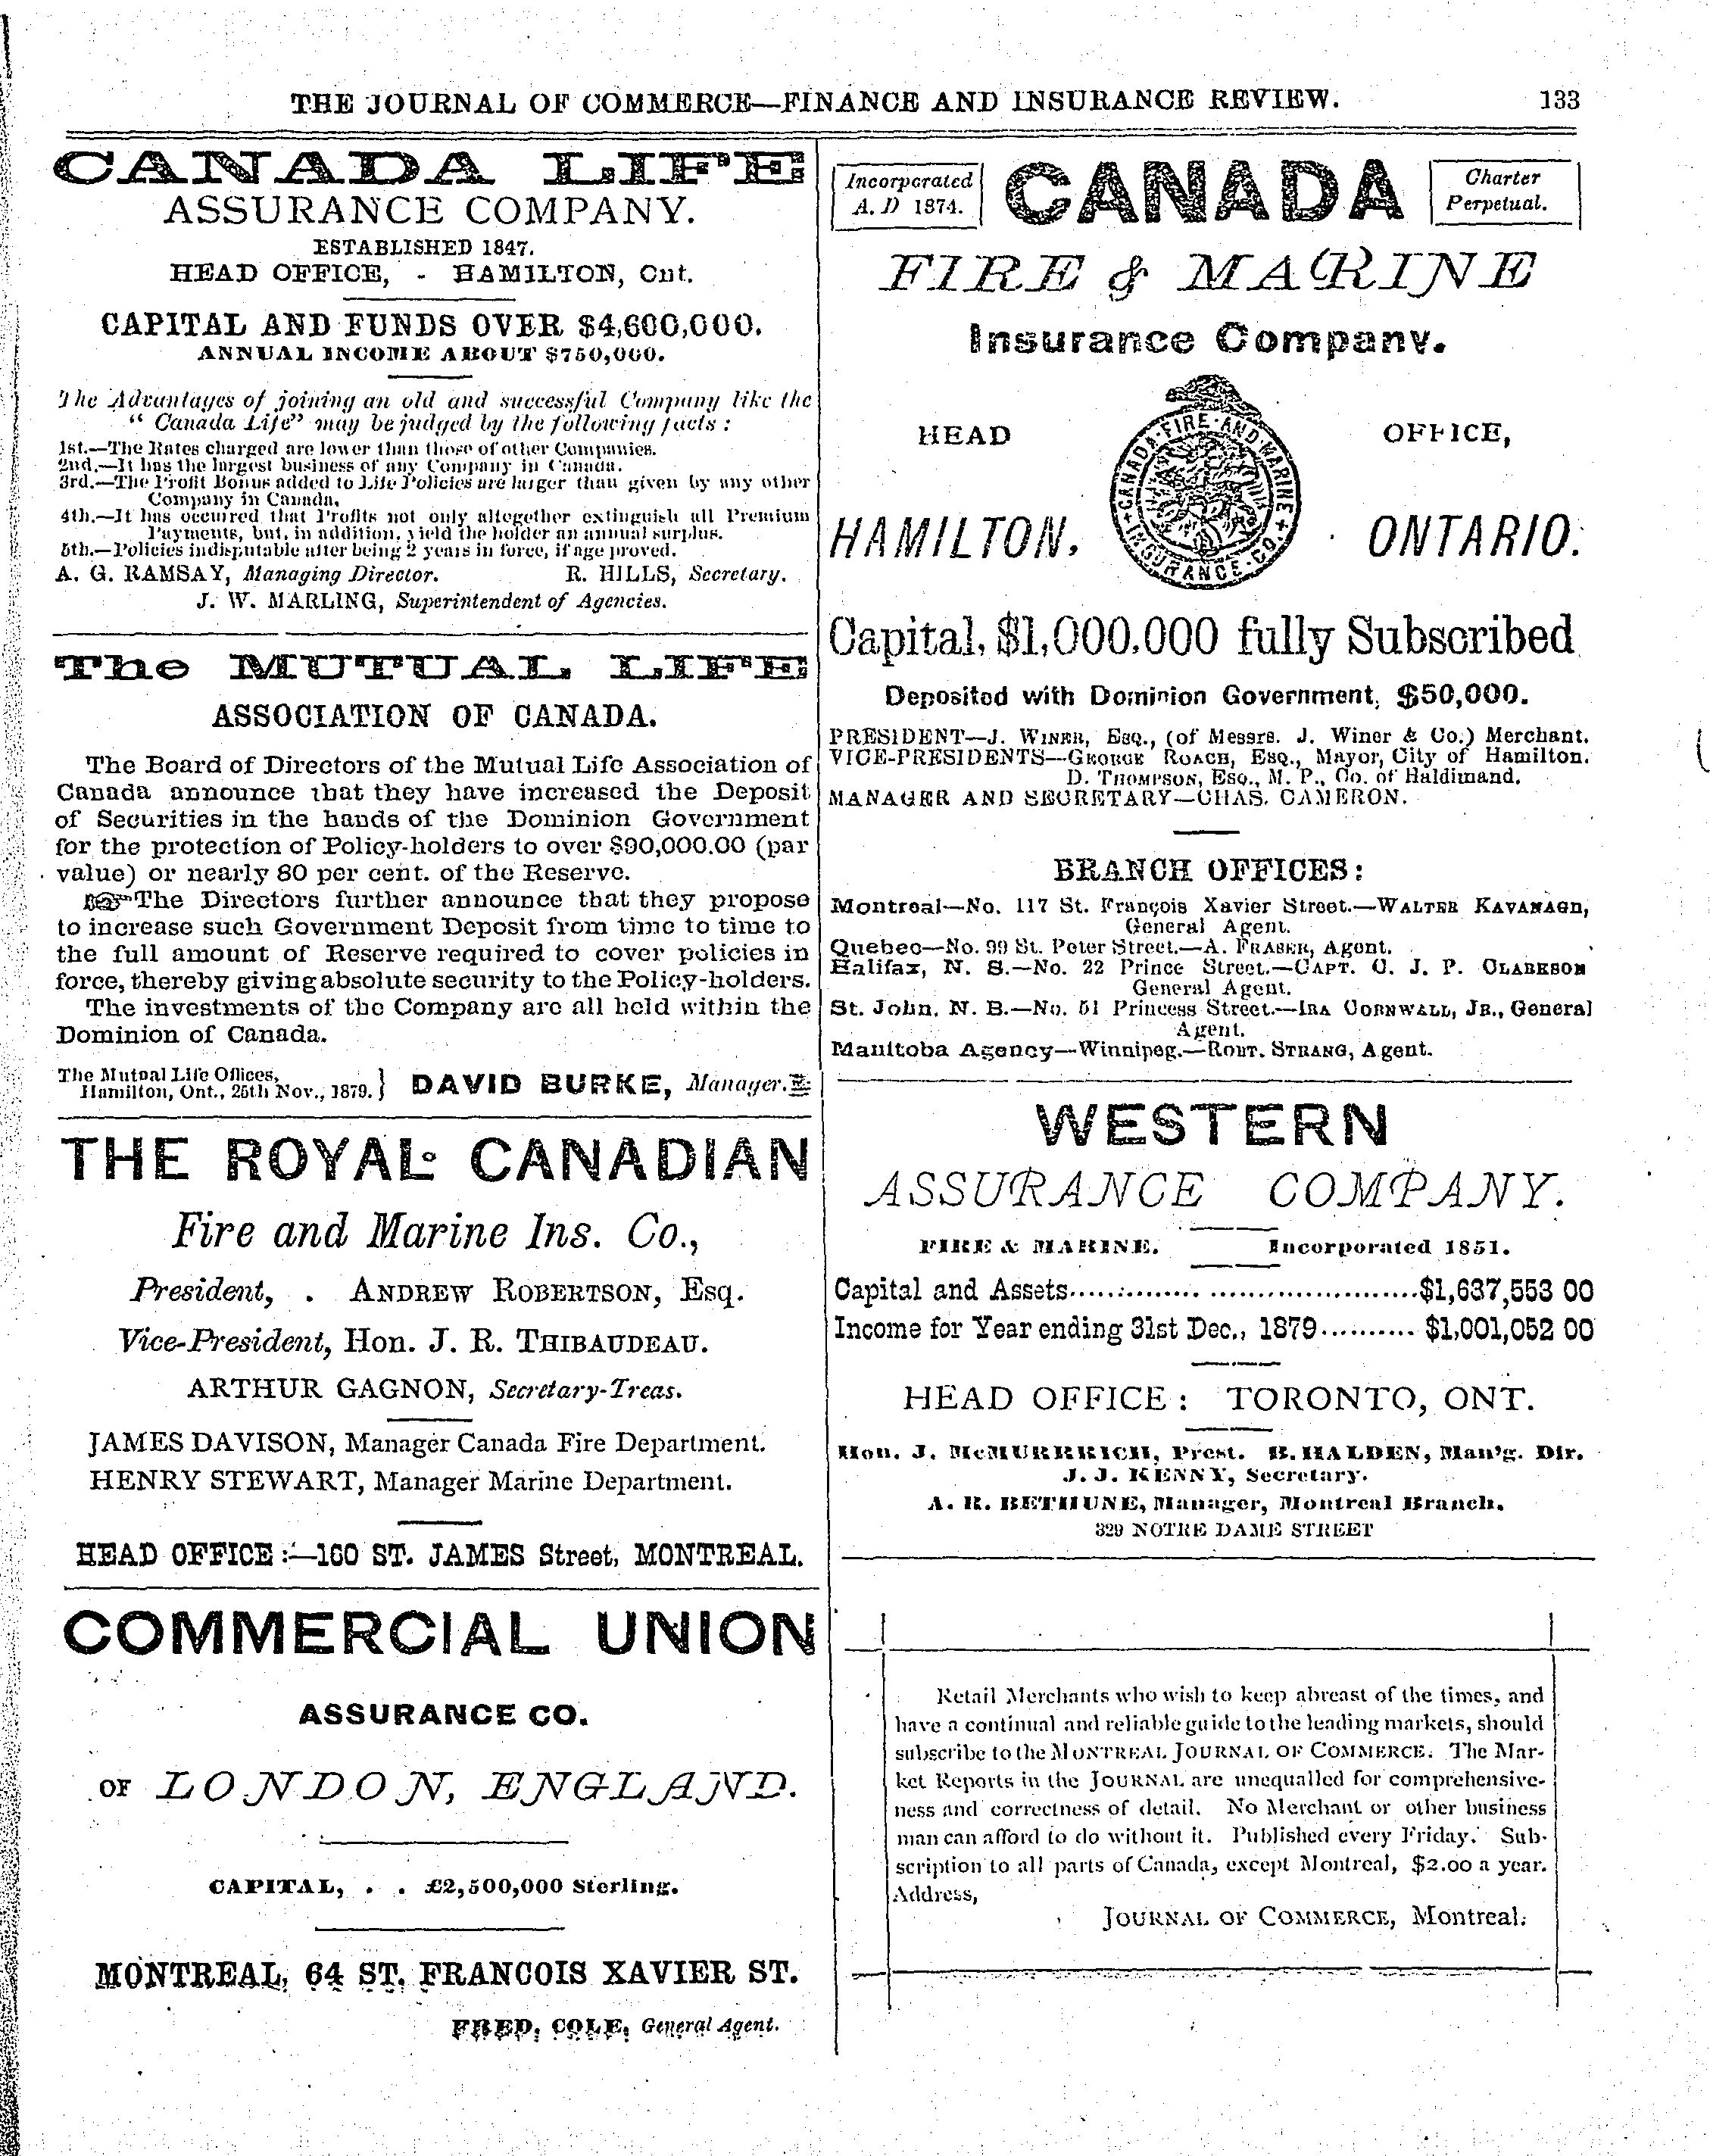 THE JOURNAL OF COMMERCE—FINANCE AND INSURANCE REVIEW. 133
CANADA LIFE
ASSURANCE COMPANY.
ESTABLISHED 1847.
HEAD OFFICE, - HAMILTON, Ont.
CAPITAL AND FUNDS OVER $4,600,000.
ANNUAL INCOME ABOUT $750,000.
The Advantages of joining an old and successful Company like the
“ Canada Life” may be judged by the following facts :
1st.—The Rates charged are lower than those of other Companies.
2nd.—It has the largest business of any Company in Canada.
3rd.—The Profit Bonus added to Life Policies are larger than given by any other
Company in Canada.
4th.—It has occurred that Profits not only altogether extinguish all Premium
Payments, but, in addition, yield the holder an annual surplus.
5th.—Policies indisputable after being 2 years in force, if age proved.
A. G. RAMSAY, Managing Director. R. HILLS, Secretary.
J. W. MARLING, Superintendent of Agencies.
The MUTUAL LIFE
ASSOCIATION OF CANADA.
The Board of Directors of the Mutual Life Association of
Canada announce that they have increased the Deposit
of Securities in the hands of the Dominion Government
for the protection of Policy-holders to over $90,000.00 (par
value) or nearly 80 per cent. of the Reserve.
☞The Directors further announce that they propose
to increase such Government Deposit from time to time to
the full amount of Reserve required to cover policies in
force, thereby giving absolute security to the Policy-holders.
The investments of the Company are all held within the
Dominion of Canada.
The Mutual Life Offices,
Hamilton, Ont., 25th Nov., 1879. } DAVID BURKE, Manager.
THE ROYAL CANADIAN
Fire and Marine Ins. Co.,
President, . ANDREW ROBERTSON, Esq.
Vice-President, Hon. J. R. THIBAUDEAU.
ARTHUR GAGNON, Secretary-Treas.
JAMES DAVISON, Manager Canada Fire Department.
HENRY STEWART, Manager Marine Department.
HEAD OFFICE :—160 ST. JAMES Street, MONTREAL.
COMMERCIAL UNION
ASSURANCE CO.
OF LONDON, ENGLAND.
CAPITAL, . . £2,500,000 Sterling.
MONTREAL, 64 ST. FRANCOIS XAVIER ST.
FRED. COLE, General Agent.
Incorporated
A. D 1874.
CANADA
Charter
Perpetual.
FIRE & MARINE
Insurance Company.
HEAD OFFICE,
CANADA·FIRE·AND·MARINE
INSURANCE·CO.
HAMILTON, ONTARIO.
Capital, $1,000,000 fully Subscribed
Deposited with Dominion Government, $50,000.
PRESIDENT—J. WINER, ESQ., (of Messrs. J. Winer & Co.) Merchant.
VICE-PRESIDENTS—GEORGE ROACH, ESQ., Mayor, City of Hamilton.
D. THOMPSON, ESQ., M. P., Co. of Haldimand.
MANAGER AND SECRETARY—CHAS. CAMERON.
BRANCH OFFICES:
Montreal—No. 117 St. François Xavier Street.—WALTER KAVANAGH,
General Agent.
Quebec—No. 99 St. Peter Street.—A. FRASER, Agent.
Halifax, N. S.—No. 22 Prince Street.—CAPT. C. J. P. CLARKSON
General Agent.
St. John, N. B.—No. 51 Princess Street.—IRA CORNWALL, JR., General
Agent.
Manitoba Agency—Winnipeg.—ROBT. STRANG, Agent.
WESTERN
ASSURANCE COMPANY.
FIRE & MARINE. Incorporated 1851.
Capital and Assets............$1,637,553 00
Income for Year ending 31st Dec., 1879.......... $1,001,052 00
HEAD OFFICE : TORONTO, ONT.
Hon. J. McMURRRICH, Prest. B. HALDEN, Man’g. Dir.
J. J. KENNY, Secretary.
A. R. BETHUNE, Manager, Montreal Branch.
329 NOTRE DAME STREET
Retail Merchants who wish to keep abreast of the times, and
have a continual and reliable guide to the leading markets, should
subscribe to the MONTREAL JOURNAL OF COMMERCE. The Mar-
ket Reports in the JOURNAL are unequalled for comprehensive-
ness and correctness of detail. No Merchant or other business
man can afford to do without it. Published every Friday. Sub-
scription to all parts of Canada, except Montreal, $2.00 a year.
Address,
JOURNAL OF COMMERCE, Montreal.